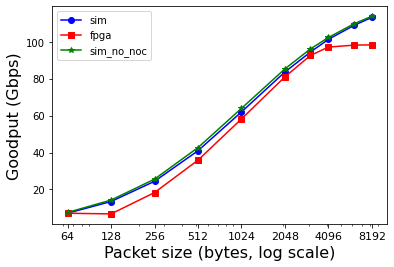 sim
fpga
sim_no_noc
Goodput (Gbps)
100
80
60
40
20
64 128 256 512 1024 2048 4096 8192
Packet size (bytes, log scale)